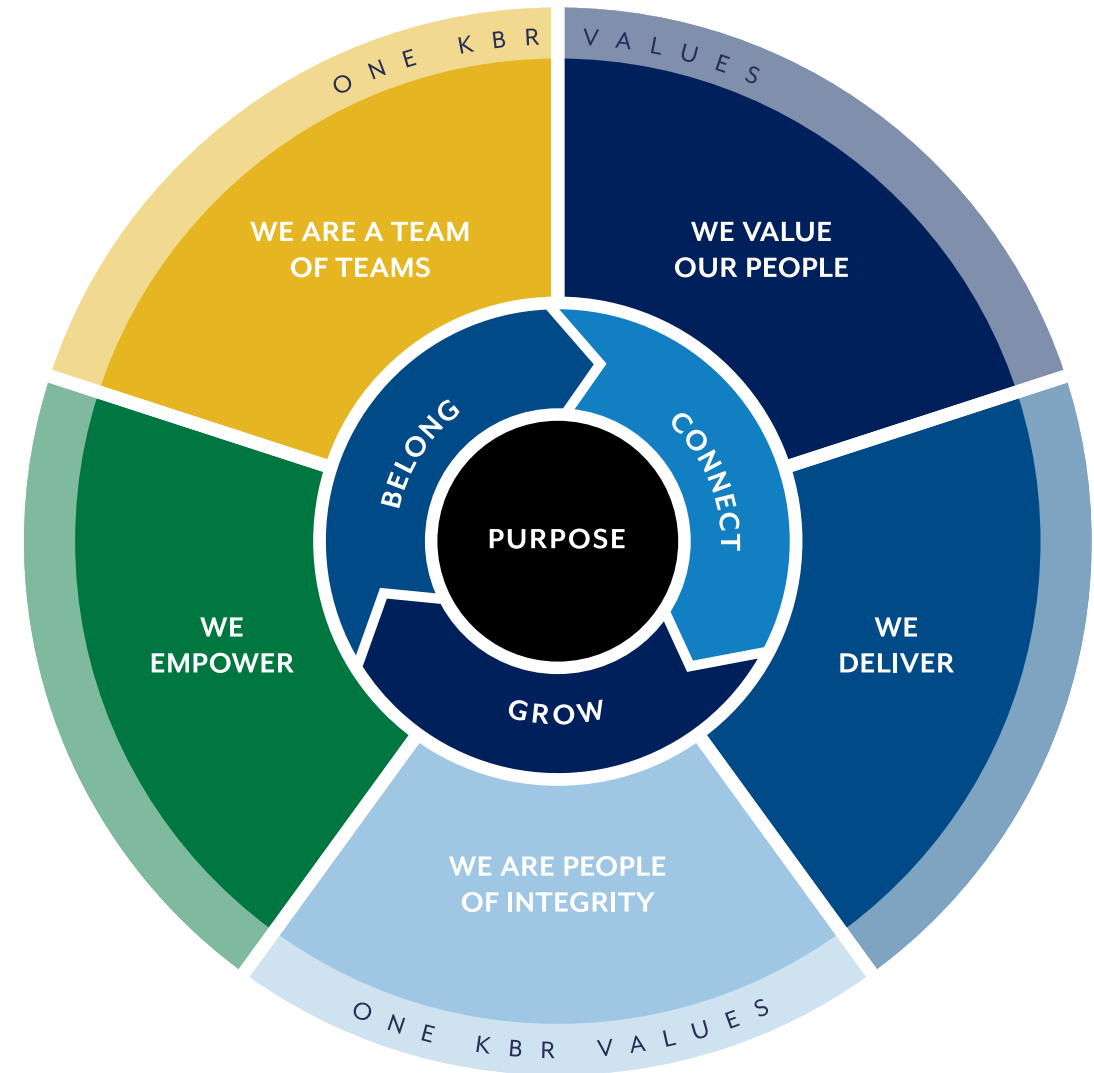 ONE KBR VALUES
WE ARE A TEAM
OF TEAMS
WE VALUE
OUR PEOPLE
BELONG
CONNECT
PURPOSE
GROW
WE
EMPOWER
WE
DELIVER
WE ARE PEOPLE
OF INTEGRITY
ONE KBR VALUES